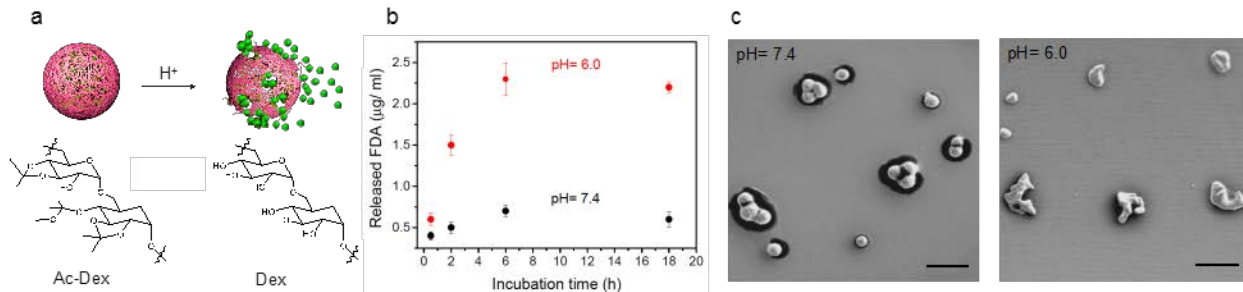 a
H⁺
Ac-Dex
Dex
b
Released FDA (μg/ ml)
2.5
2.0
1.5
1.0
0.5
pH= 6.0
pH= 7.4
0 2 4 6 8 10 12 14 16 18 20
Incubation time (h)
c
pH= 7.4
pH= 6.0